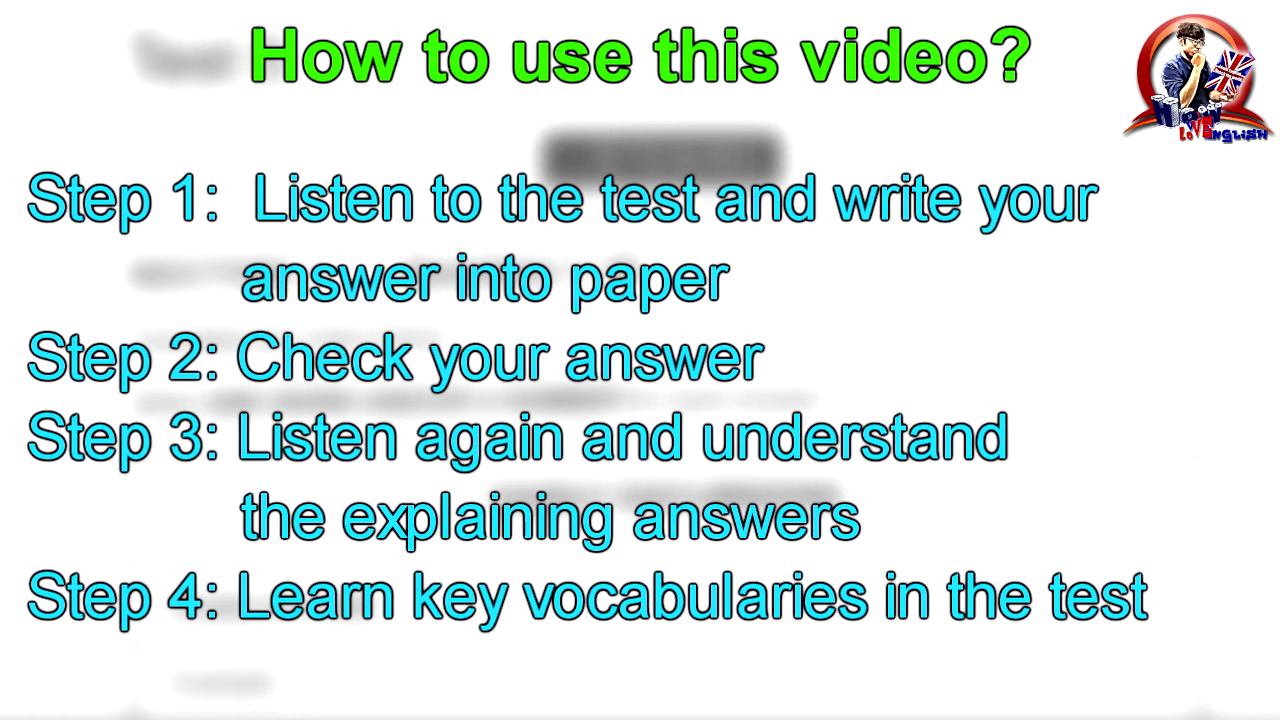 How to use this video?
Step 1: Listen to the test and write your
answer into paper
Step 2: Check your answer
Step 3: Listen again and understand
the explaining answers
Step 4: Learn key vocabularies in the test
LoVE ENGLISH